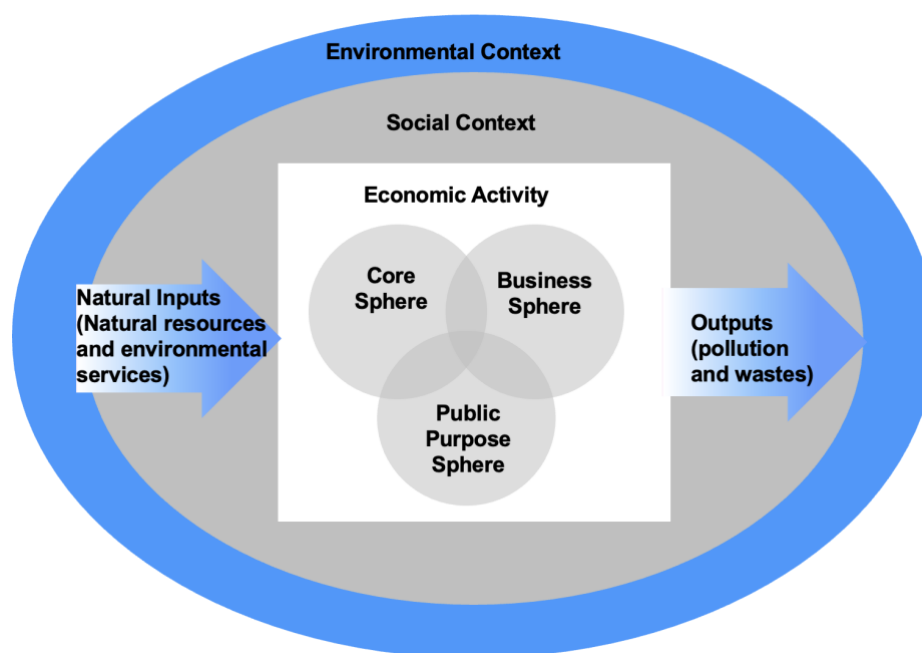 Environmental Context
Social Context
Economic Activity
Core
Sphere
Business
Sphere
Natural Inputs
(Natural resources
and environmental
services)
Outputs
(pollution
and wastes)
Public
Purpose
Sphere